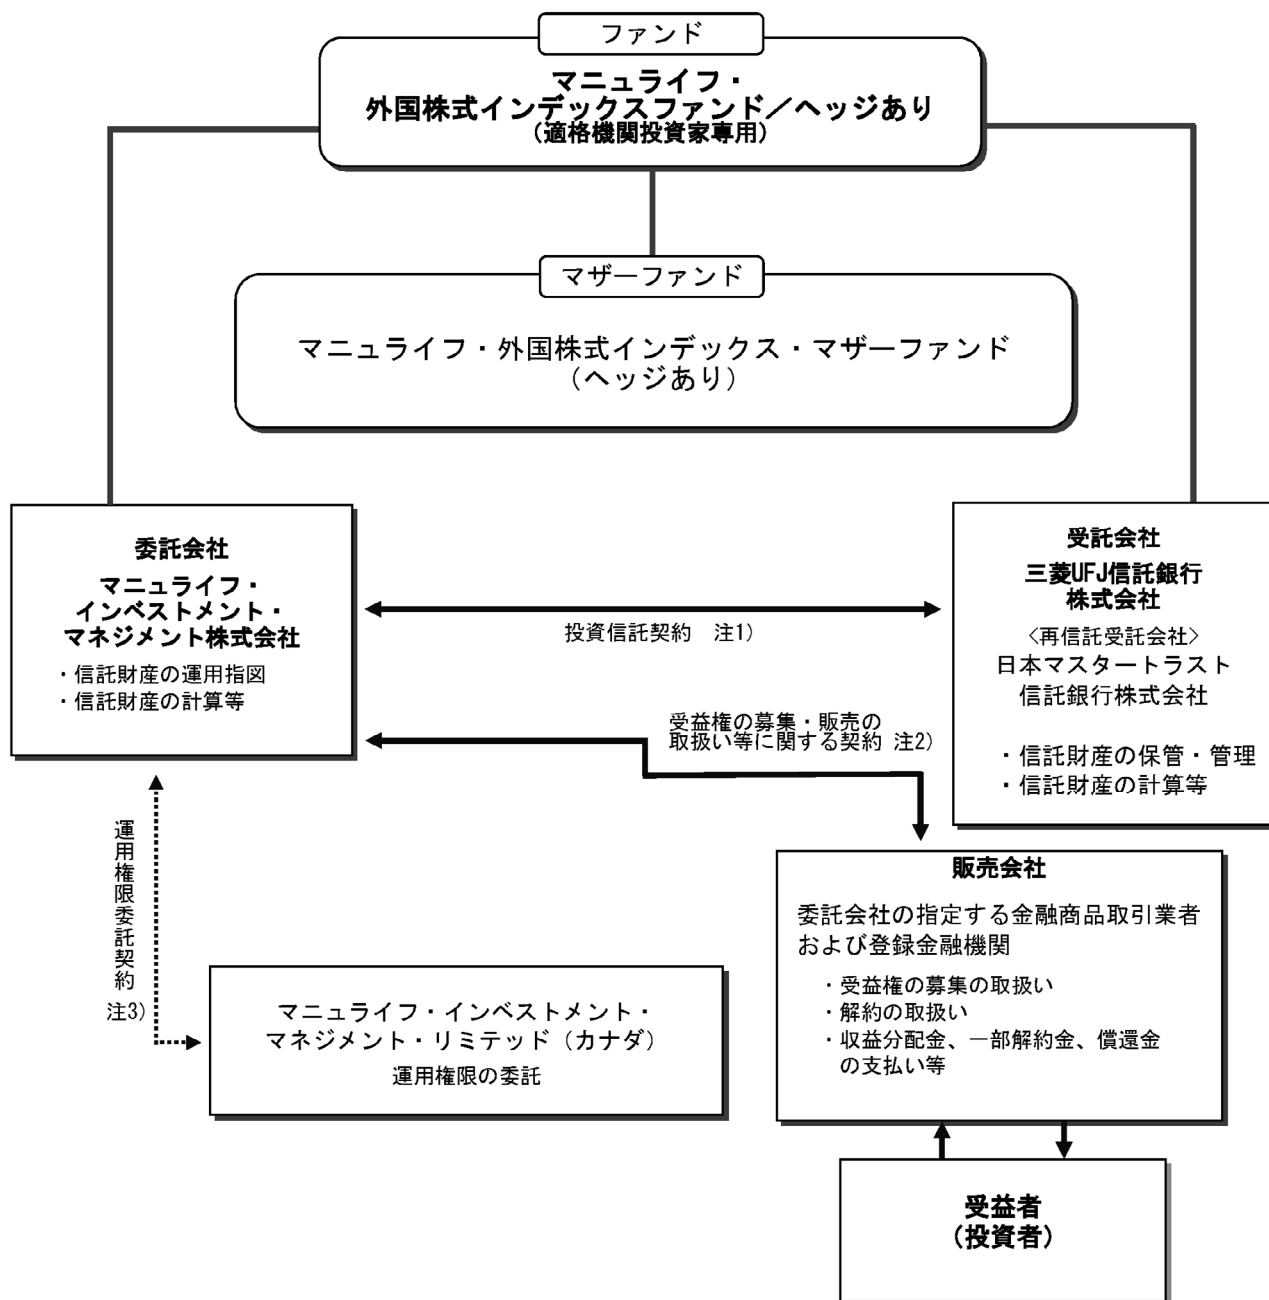 ファンド
マニュライフ・
外国株式インデックスファンド／ヘッジあり
（適格機関投資家専用）
マザーファンド
マニュライフ・外国株式インデックス・マザーファンド
（ヘッジあり）
委託会社
マニュライフ・
インベストメント・
マネジメント株式会社
・信託財産の運用指図
・信託財産の計算等
投資信託契約　注1）
受託会社
三菱UFJ信託銀行
株式会社
〈再信託受託会社〉
日本マスタートラスト
信託銀行株式会社
・信託財産の保管・管理
・信託財産の計算等
受益権の募集・販売の
取扱い等に関する契約 注2）
運用権限委託契約
注3）
マニュライフ・インベストメント・
マネジメント・リミテッド（カナダ）
運用権限の委託
販売会社
委託会社の指定する金融商品取引業者
および登録金融機関
・受益権の募集の取扱い
・解約の取扱い
・収益分配金、一部解約金、償還金
の支払い等
受益者
（投資者）